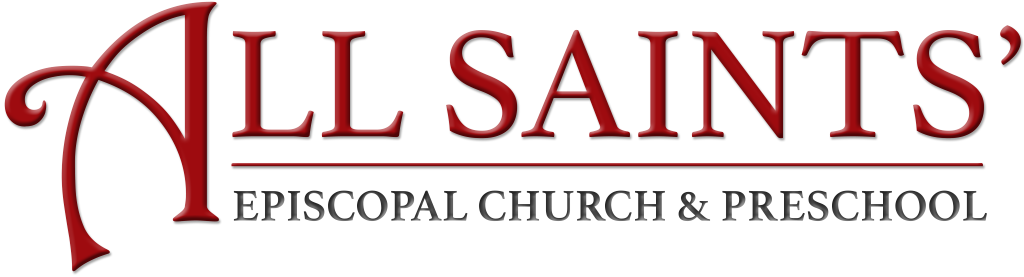 ALL SAINTS’
EPISCOPAL CHURCH & PRESCHOOL